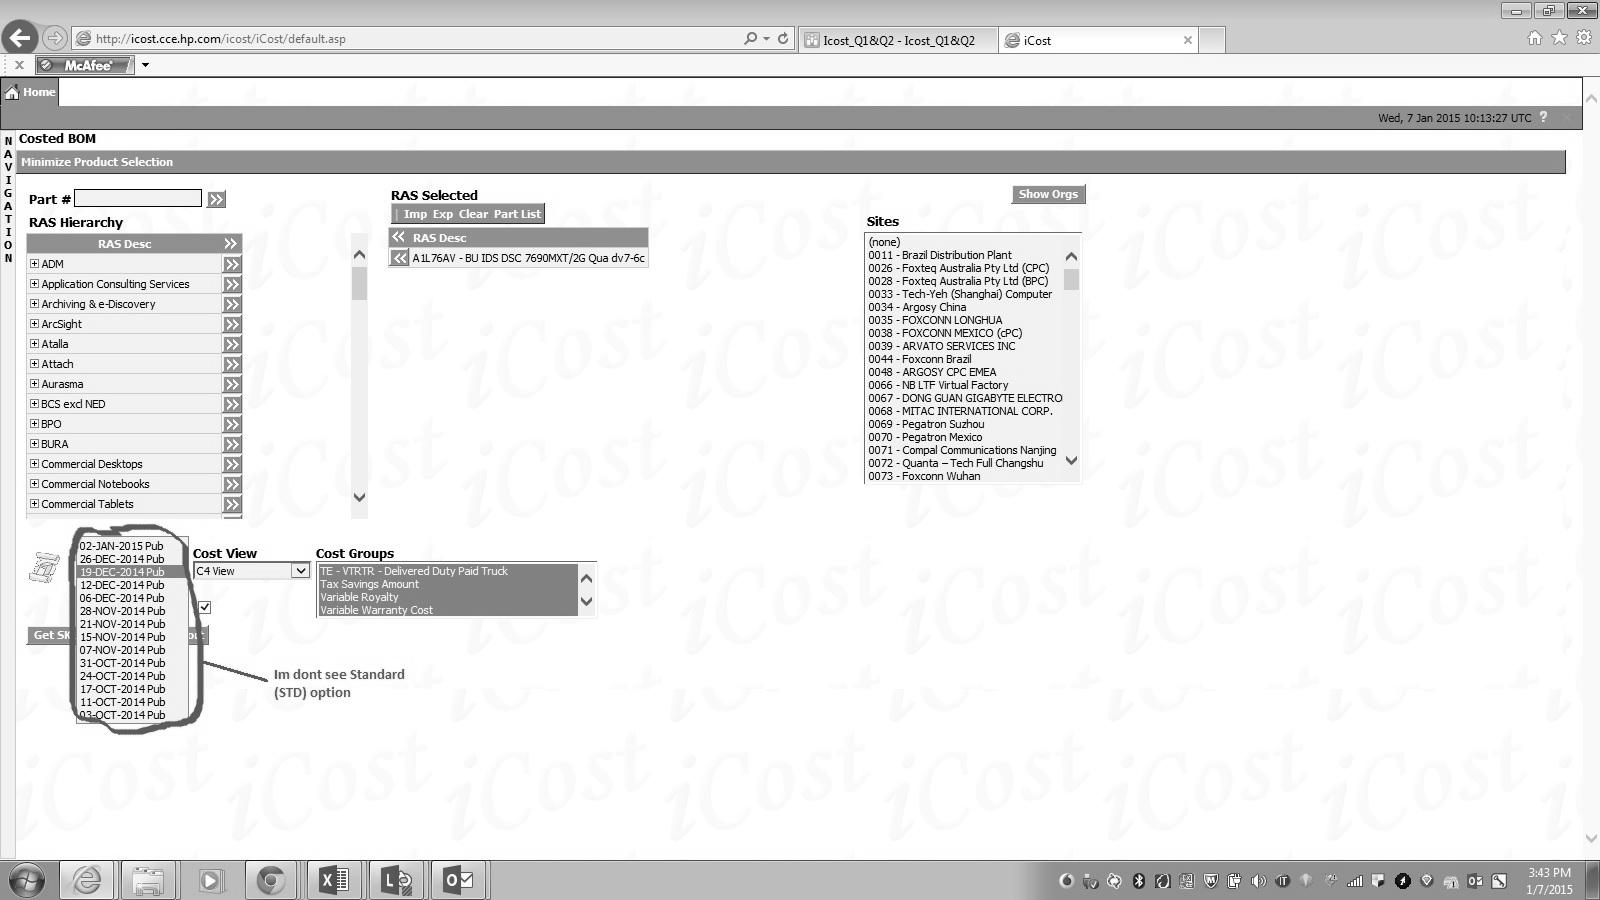 http://icost.cce.hp.com/icost/iCost/default.asp
Icost_Q1&Q2 - Icost_Q1&Q2
iCost
x McAfee
Home
Wed, 7 Jan 2015 10:13:27 UTC ?
NAVIGATION
Costed BOM
Minimize Product Selection
Part #
RAS Hierarchy
RAS Desc
ADM
Application Consulting Services
Archiving & e-Discovery
ArcSight
Atalla
Attach
Aurasma
BCS excl NED
BPO
BURA
Commercial Desktops
Commercial Notebooks
Commercial Tablets
RAS Selected
Imp Exp Clear Part List
RAS Desc
A1L76AV - BU IDS DSC 7690MXT/2G Qua dv7-6c
Show Orgs
Sites
(none)
0011 - Brazil Distribution Plant
0026 - Foxteq Australia Pty Ltd (CPC)
0028 - Foxteq Australia Pty Ltd (BPC)
0033 - Tech-Yeh (Shanghai) Computer
0034 - Argosy China
0035 - FOXCONN LONGHUA
0038 - FOXCONN MEXICO (cPC)
0039 - ARVATO SERVICES INC
0044 - Foxconn Brazil
0048 - ARGOSY CPC EMEA
0066 - NB LTF Virtual Factory
0067 - DONG GUAN GIGABYTE ELECTRO
0068 - MITAC INTERNATIONAL CORP.
0069 - Pegatron Suzhou
0070 - Pegatron Mexico
0071 - Compal Communications Nanjing
0072 - Quanta – Tech Full Changshu
0073 - Foxconn Wuhan
02-JAN-2015 Pub
26-DEC-2014 Pub
19-DEC-2014 Pub
12-DEC-2014 Pub
06-DEC-2014 Pub
28-NOV-2014 Pub
21-NOV-2014 Pub
15-NOV-2014 Pub
07-NOV-2014 Pub
31-OCT-2014 Pub
24-OCT-2014 Pub
17-OCT-2014 Pub
11-OCT-2014 Pub
03-OCT-2014 Pub
Cost View
C4 View
Cost Groups
TE - VTRTR - Delivered Duty Paid Truck
Tax Savings Amount
Variable Royalty
Variable Warranty Cost
Get SK
out
Im dont see Standard
(STD) option
3:43 PM
1/7/2015